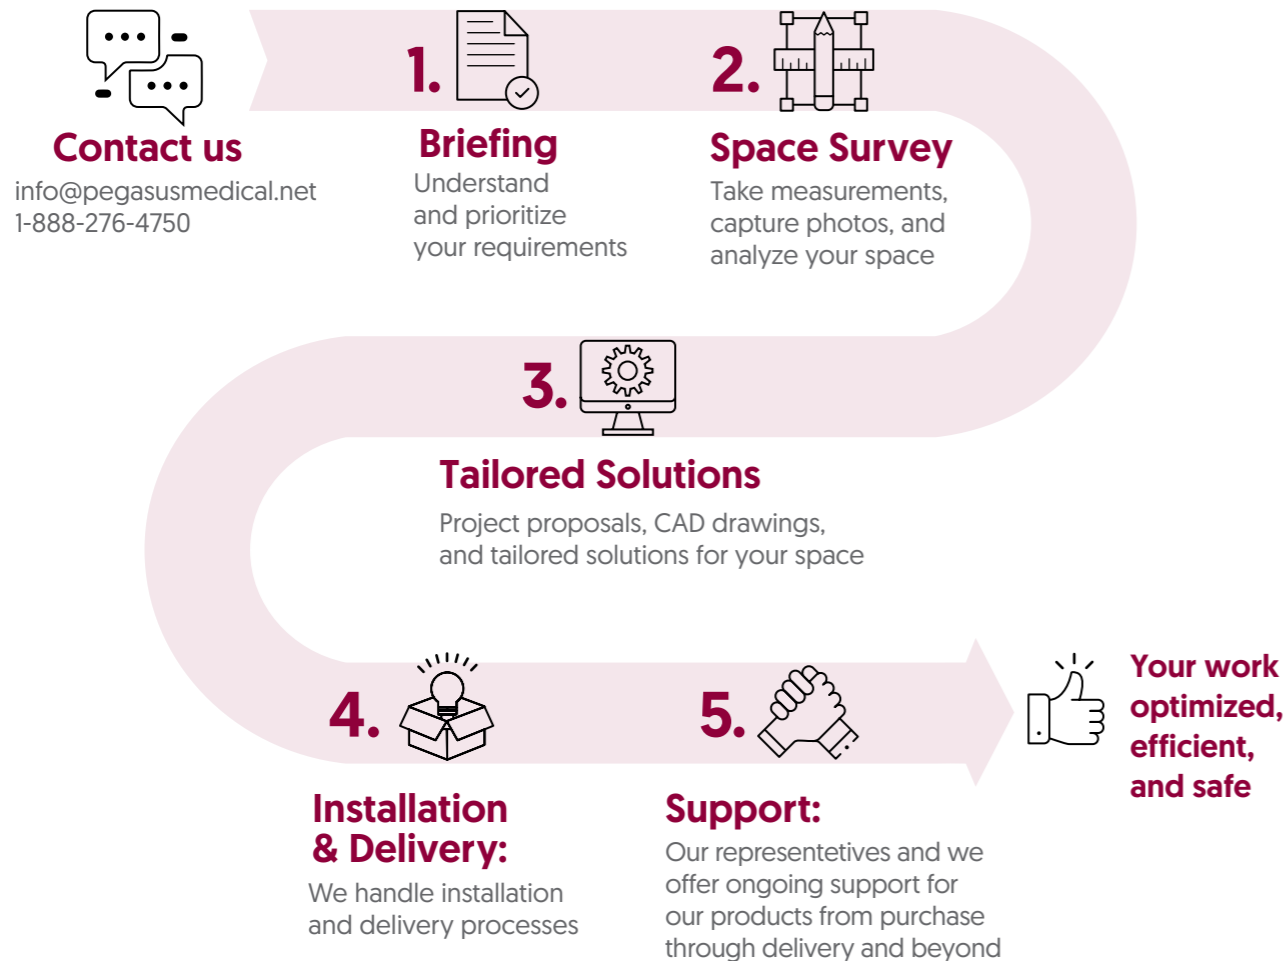 Contact us
info@pegasusmedical.net
1-888-276-4750
1.
Briefing
Understand
and prioritize
your requirements
2.
Space Survey
Take measurements,
capture photos, and
analyze your space
3.
Tailored Solutions
Project proposals, CAD drawings,
and tailored solutions for your space
4.
Installation
& Delivery:
We handle installation
and delivery processes
5.
Support:
Our representetives and we
offer ongoing support for
our products from purchase
through delivery and beyond
Your work
optimized,
efficient,
and safe